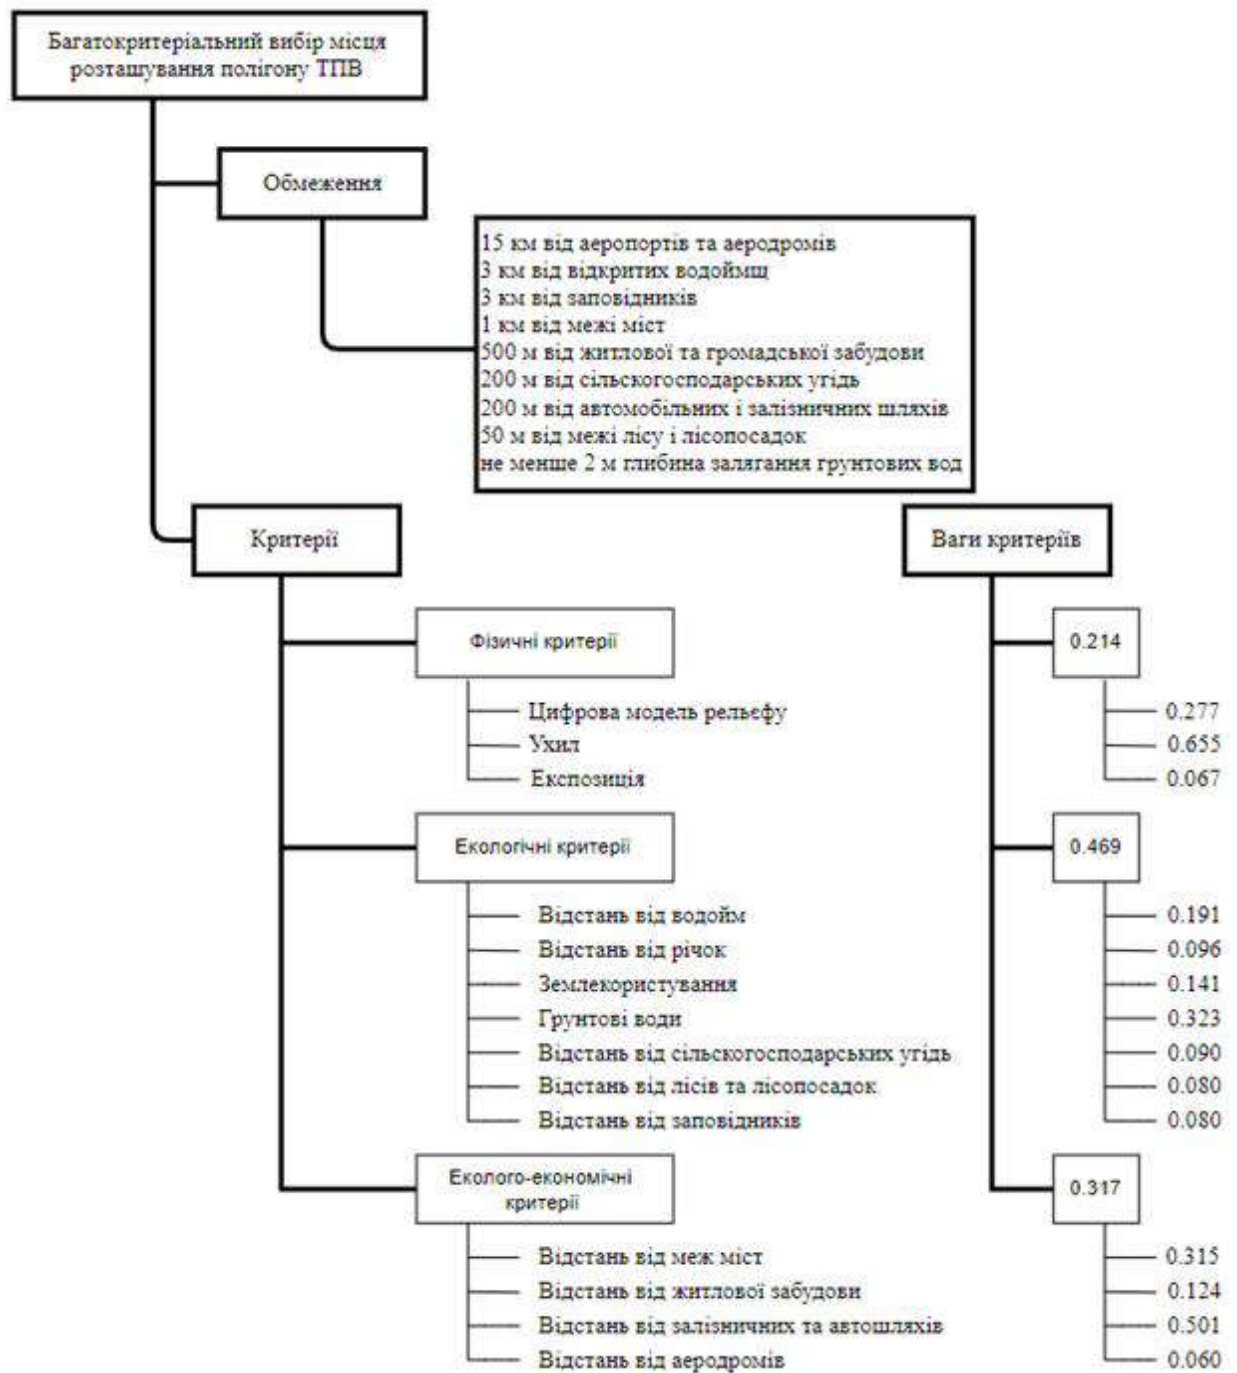 Багатокритеріальний вибір місця
розташування полігону ТПВ
Обмеження
15 км від аеропортів та аеродромів
3 км від відкритих водоймщ
3 км від заповідників
1 км від межі міст
500 м від житлової та громадської забудови
200 м від сільскогосподарських угідь
200 м від автомобільних і залізничних шляхів
50 м від межі лісу і лісопосадок
не менше 2 м глибина залягання грунтових вод
Критерії
Ваги критеріїв
Фізичні критерії
0.214
Цифрова модель рельєфу
0.277
Ухил
0.655
Експозиція
0.067
Екологічні критерії
0.469
Відстань від водойм
0.191
Відстань від річок
0.096
Землекористування
0.141
Грунтові води
0.323
Відстань від сільскогосподарських угідь
0.090
Відстань від лісів та лісопосадок
0.080
Відстань від заповідників
0.080
Еколого-економічні
критерії
0.317
Відстань від меж міст
0.315
Відстань від житлової забудови
0.124
Відстань від залізничних та автошляхів
0.501
Відстань від аеродромів
0.060